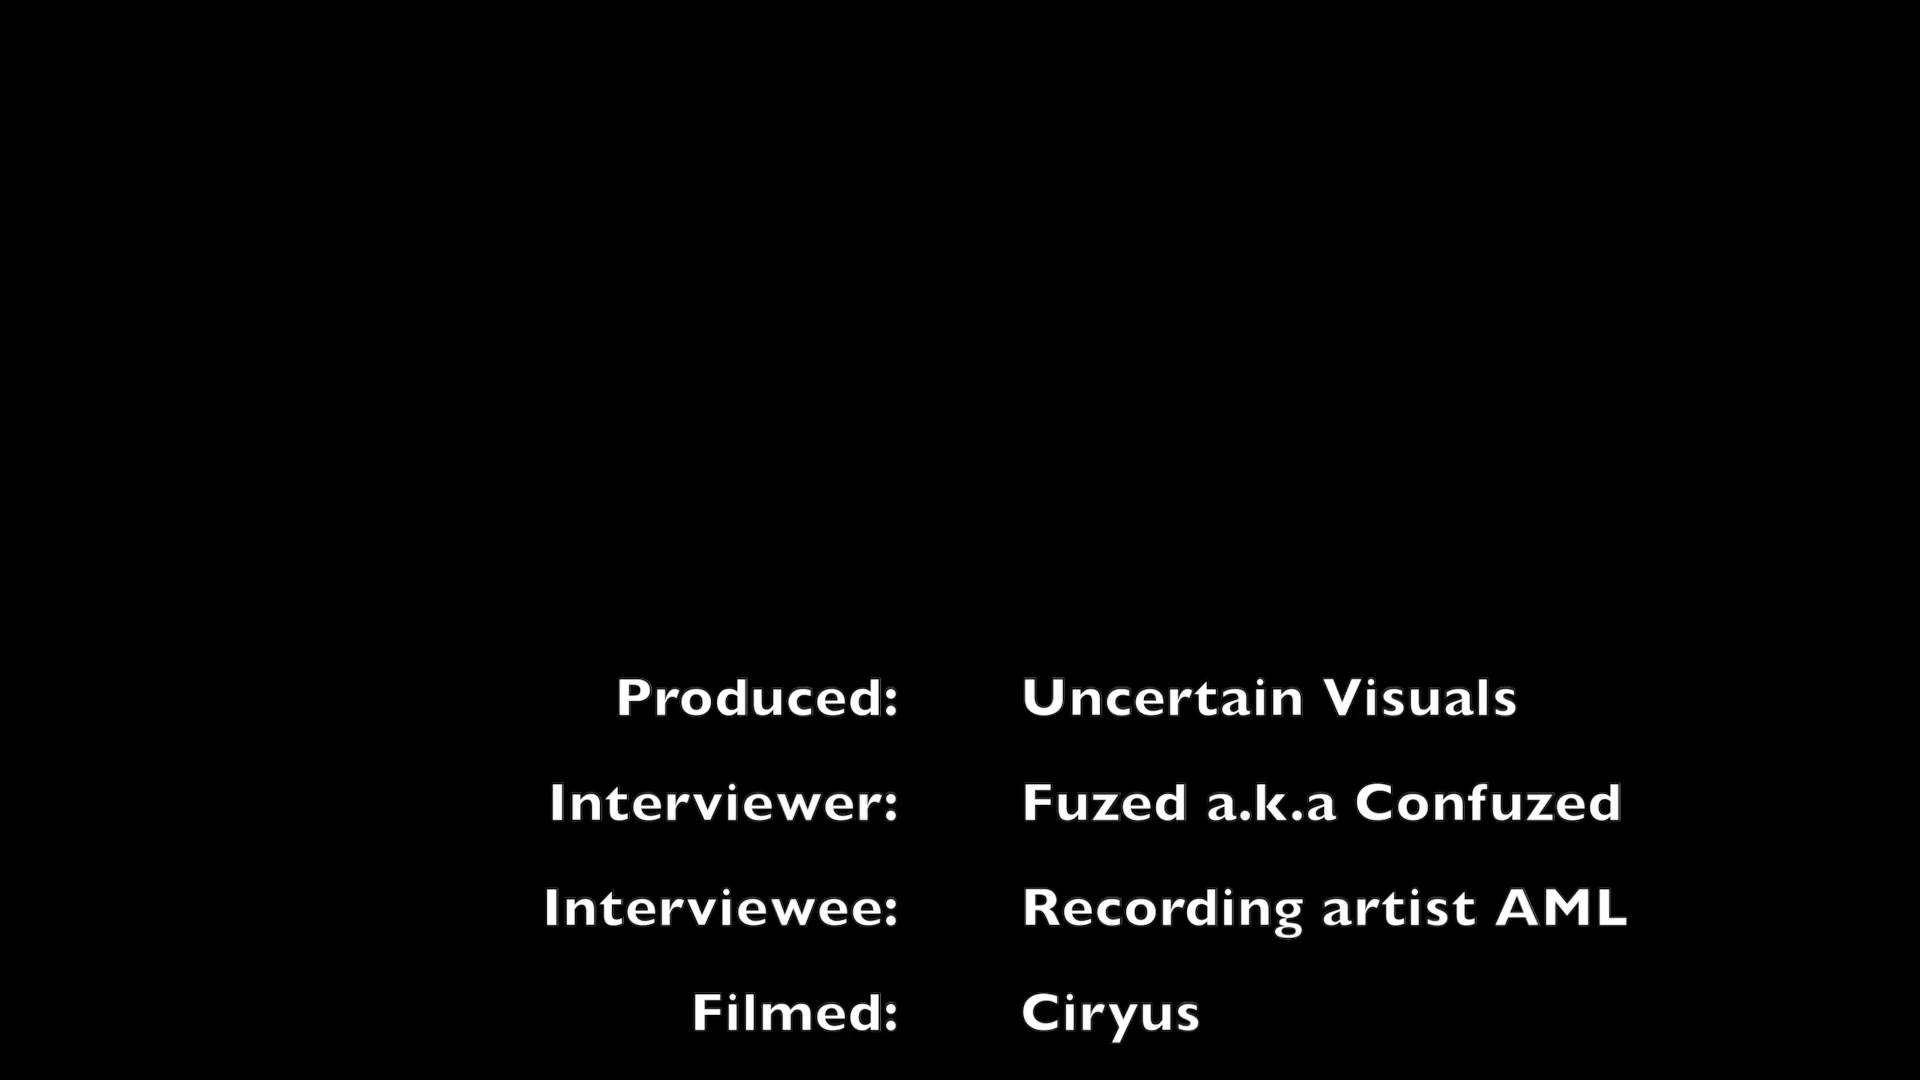 Produced: Uncertain Visuals
Interviewer: Fuzed a.k.a Confuzed
Interviewee: Recording artist AML
Filmed: Ciryus